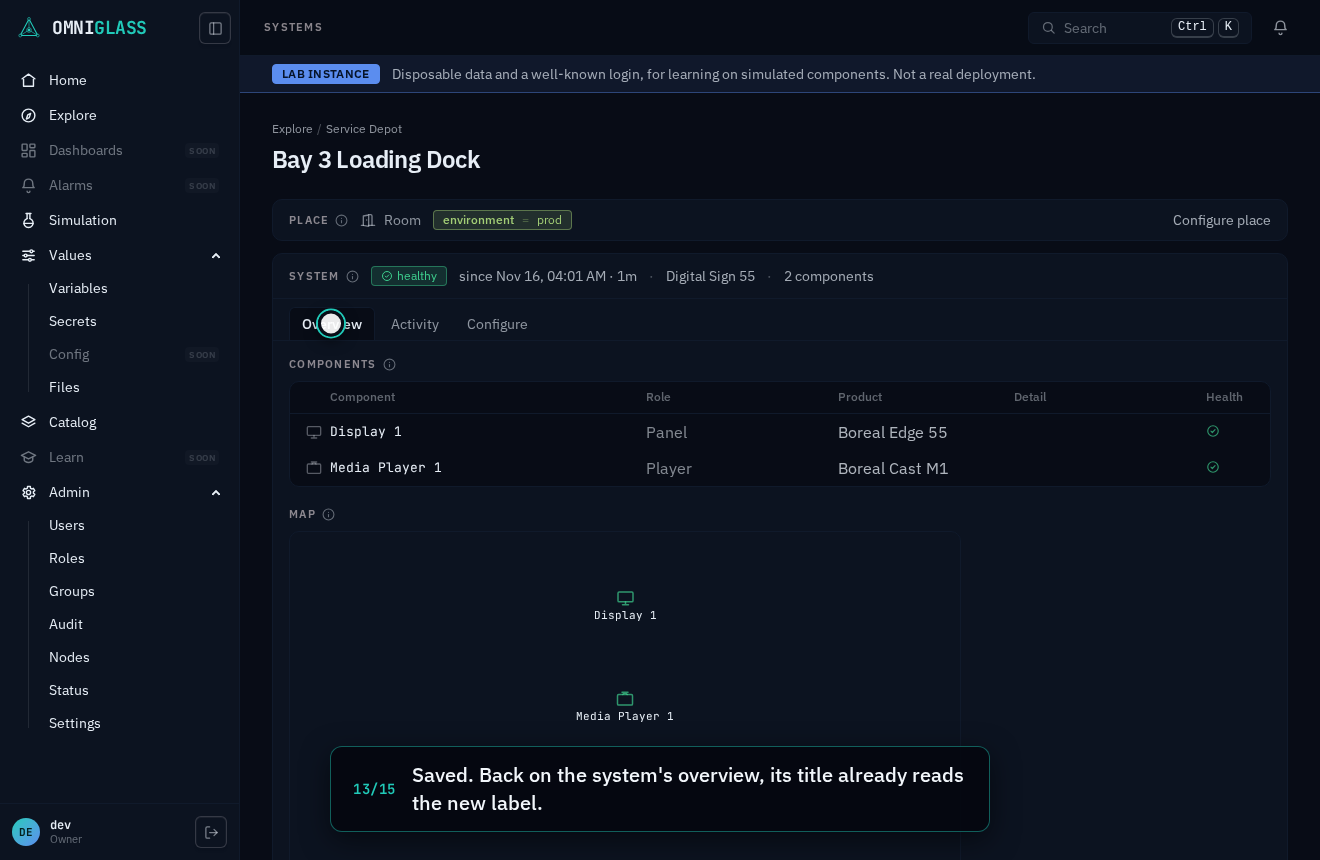 OMNIGLASS
SYSTEMS
Search
Ctrl K
LAB INSTANCE Disposable data and a well-known login, for learning on simulated components. Not a real deployment.
Home
Explore
Dashboards SOON
Alarms SOON
Simulation
Values
Variables
Secrets
Config SOON
Files
Catalog
Learn SOON
Admin
Users
Roles
Groups
Audit
Nodes
Status
Settings
DE dev
Owner
Explore / Service Depot
Bay 3 Loading Dock
PLACE Room environment = prod Configure place
SYSTEM healthy since Nov 16, 04:01 AM · 1m · Digital Sign 55 · 2 components
Overview Activity Configure
COMPONENTS
Component Role Product Detail Health
Display 1 Panel Boreal Edge 55
Media Player 1 Player Boreal Cast M1
MAP
Display 1
Media Player 1
13/15 Saved. Back on the system's overview, its title already reads
the new label.